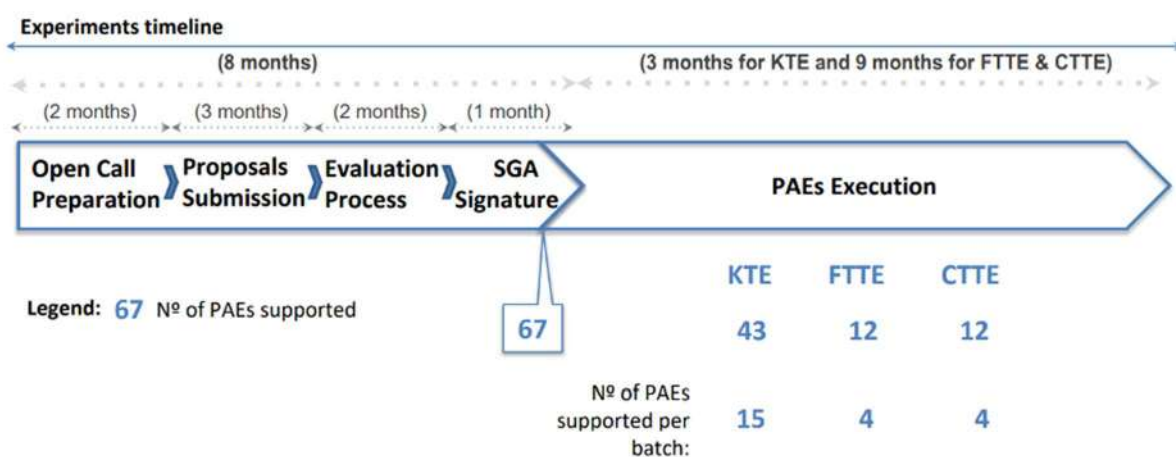 Experiments timeline
(8 months)
(3 months for KTE and 9 months for FTTE & CTTE)
(2 months)
(3 months)
(2 months)
(1 month)
Open Call
Preparation
Proposals
Submission
Evaluation
Process
SGA
Signature
PAEs Execution
Legend: 67 Nº of PAEs supported
67
KTE FTTE CTTE
43 12 12
Nº of PAEs
supported per
batch:
15 4 4